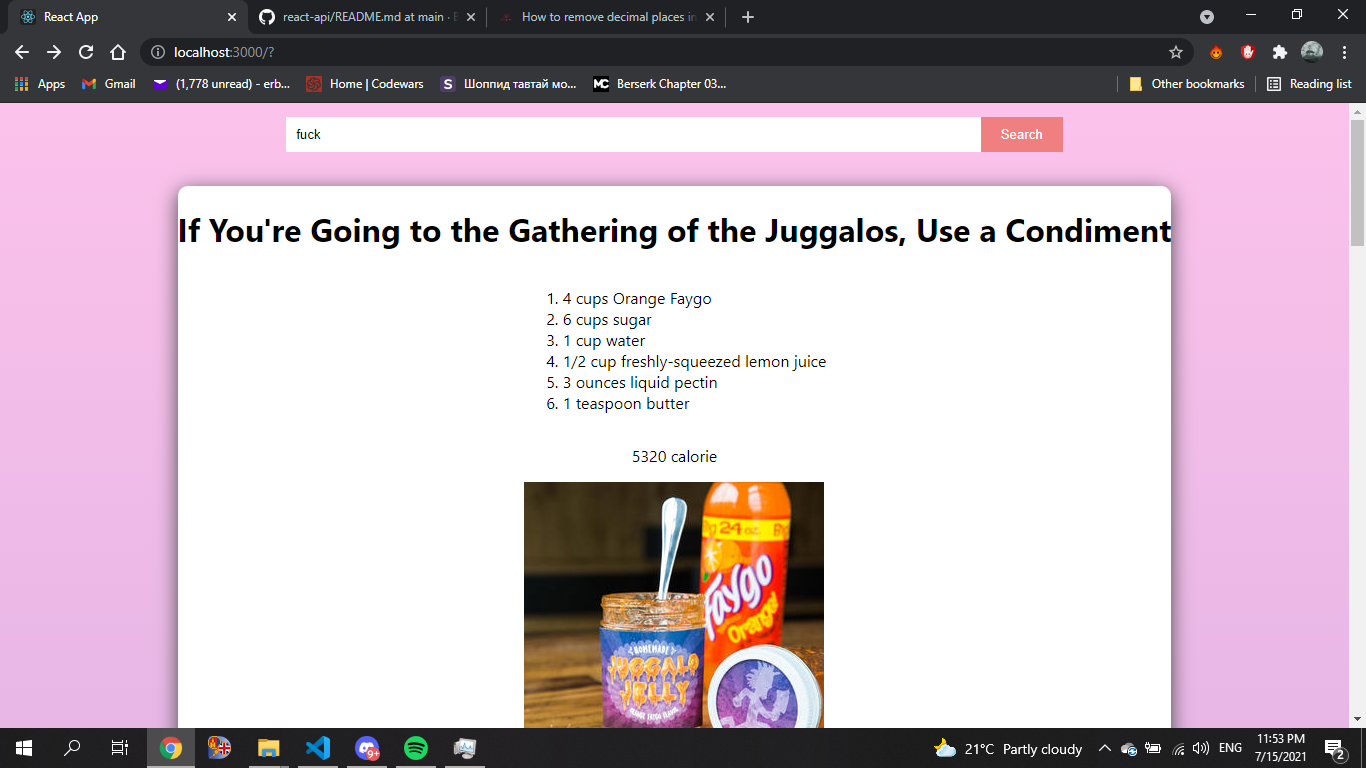 React App
react-api/README.md at main · E
How to remove decimal places in
localhost:3000/?
Apps
Gmail
(1,778 unread) - erb...
Home | Codewars
S
Шоппид тавтай мо...
MC
Berserk Chapter 03...
Other bookmarks
Reading list
fuck
Search
If You're Going to the Gathering of the Juggalos, Use a Condiment
1. 4 cups Orange Faygo
2. 6 cups sugar
3. 1 cup water
4. 1/2 cup freshly-squeezed lemon juice
5. 3 ounces liquid pectin
6. 1 teaspoon butter
5320 calorie
24 oz
Faygo
Orange!
HOMEMADE
JUGGALO
JELLY
ORANGE FAYGO FLAVOR
9+
21°C Partly cloudy
ENG
11:53 PM
7/15/2021
2